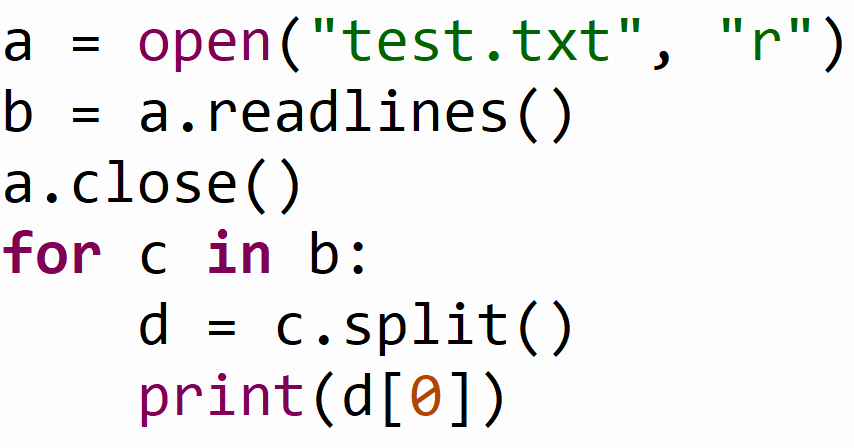 a = open("test.txt", "r")
b = a.readlines()
a.close()
for c in b:
    d = c.split()
    print(d[0])